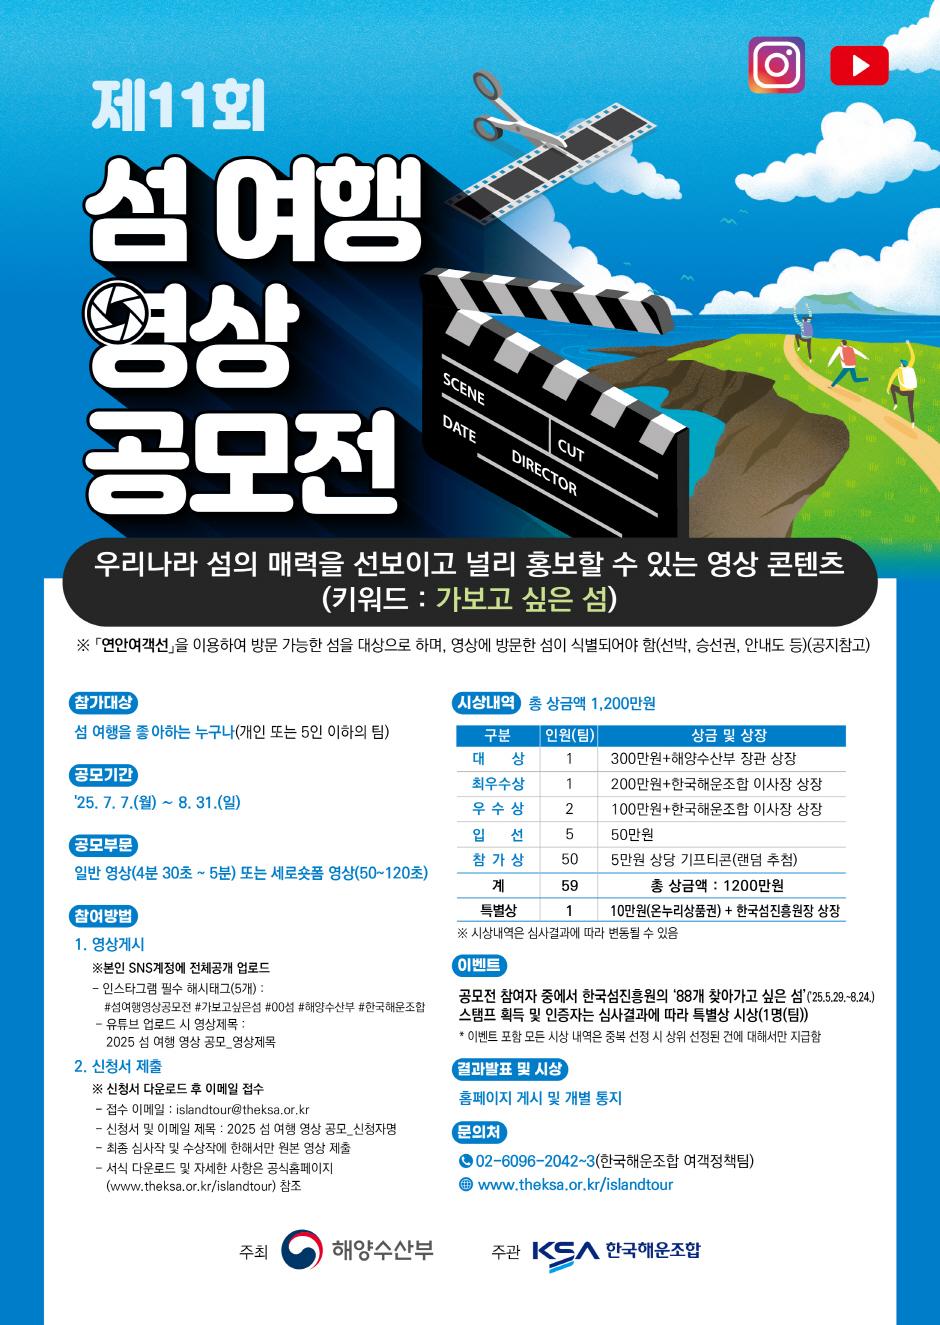 제11회
섬 여행
영상
공모전
SCENE
DATE
CUT
DIRECTOR
우리나라 섬의 매력을 선보이고 널리 홍보할 수 있는 영상 콘텐츠
(키워드 : 가보고 싶은 섬)
※ 「연안여객선」을 이용하여 방문 가능한 섬을 대상으로 하며, 영상에 방문한 섬이 식별되어야 함(선박, 승선권, 안내도 등)(공지참고)
참가대상
섬 여행을 좋아하는 누구나(개인 또는 5인 이하의 팀)
공모기간
'25. 7. 7.(월) ~ 8. 31.(일)
공모부문
일반 영상(4분 30초 ~ 5분) 또는 세로숏폼 영상(50~120초)
참여방법
1. 영상게시
※본인 SNS계정에 전체공개 업로드
- 인스타그램 필수 해시태그(5개) :
#섬여행영상공모전 #가보고싶은섬 #00섬 #해양수산부 #한국해운조합
- 유튜브 업로드 시 영상제목 :
2025 섬 여행 영상 공모_영상제목
2. 신청서 제출
※ 신청서 다운로드 후 이메일 접수
- 접수 이메일 : islandtour@theksa.or.kr
- 신청서 및 이메일 제목 : 2025 섬 여행 영상 공모_신청자명
- 최종 심사작 및 수상작에 한해서만 원본 영상 제출
- 서식 다운로드 및 자세한 사항은 공식홈페이지
(www.theksa.or.kr/islandtour) 참조
시상내역 총 상금액 1,200만원
구분 인원(팀) 상금 및 상장
대 상 1 300만원+해양수산부 장관 상장
최우수상 1 200만원+한국해운조합 이사장 상장
우 수 상 2 100만원+한국해운조합 이사장 상장
입 선 5 50만원
참 가 상 50 5만원 상당 기프티콘(랜덤 추첨)
계 59 총 상금액 : 1200만원
특별상 1 10만원(온누리상품권) + 한국섬진흥원장 상장
※ 시상내역은 심사결과에 따라 변동될 수 있음
이벤트
공모전 참여자 중에서 한국섬진흥원의 '88개 찾아가고 싶은 섬'('25.5.29.~8.24.)
스탬프 획득 및 인증자는 심사결과에 따라 특별상 시상(1명(팀))
* 이벤트 포함 모든 시상 내역은 중복 선정 시 상위 선정된 건에 대해서만 지급함
결과발표 및 시상
홈페이지 게시 및 개별 통지
문의처
02-6096-2042~3(한국해운조합 여객정책팀)
www.theksa.or.kr/islandtour
주최 해양수산부 주관 KSA 한국해운조합